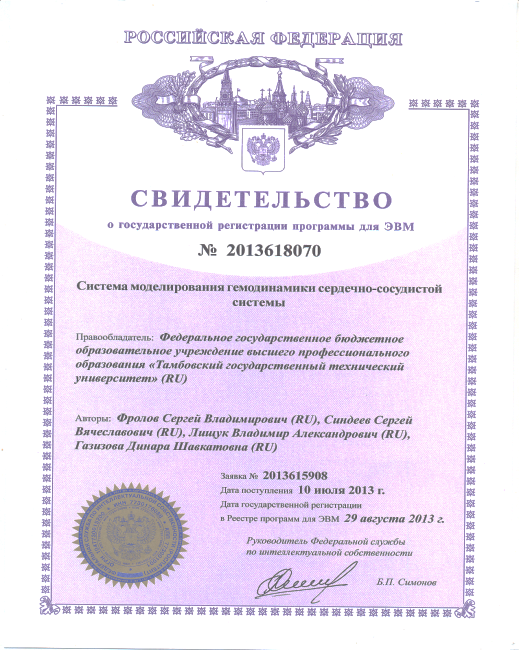 РОССИЙСКАЯ ФЕДЕРАЦИЯ
СВИДЕТЕЛЬСТВО
о государственной регистрации программы для ЭВМ
№ 2013618070
Система моделирования гемодинамики сердечно-сосудистой
системы
Правообладатель: Федеральное государственное бюджетное
образовательное учреждение высшего профессионального
образования «Тамбовский государственный технический
университет» (RU)
Авторы: Фролов Сергей Владимирович (RU), Синдеев Сергей
Вячеславович (RU), Лищук Владимир Александрович (RU),
Газизова Динара Шавкатовна (RU)
Заявка № 2013615908
Дата поступления 10 июля 2013 г.
Дата государственной регистрации
в Реестре программ для ЭВМ 29 августа 2013 г.
Руководитель Федеральной службы
по интеллектуальной собственности
Б.П. Симонов